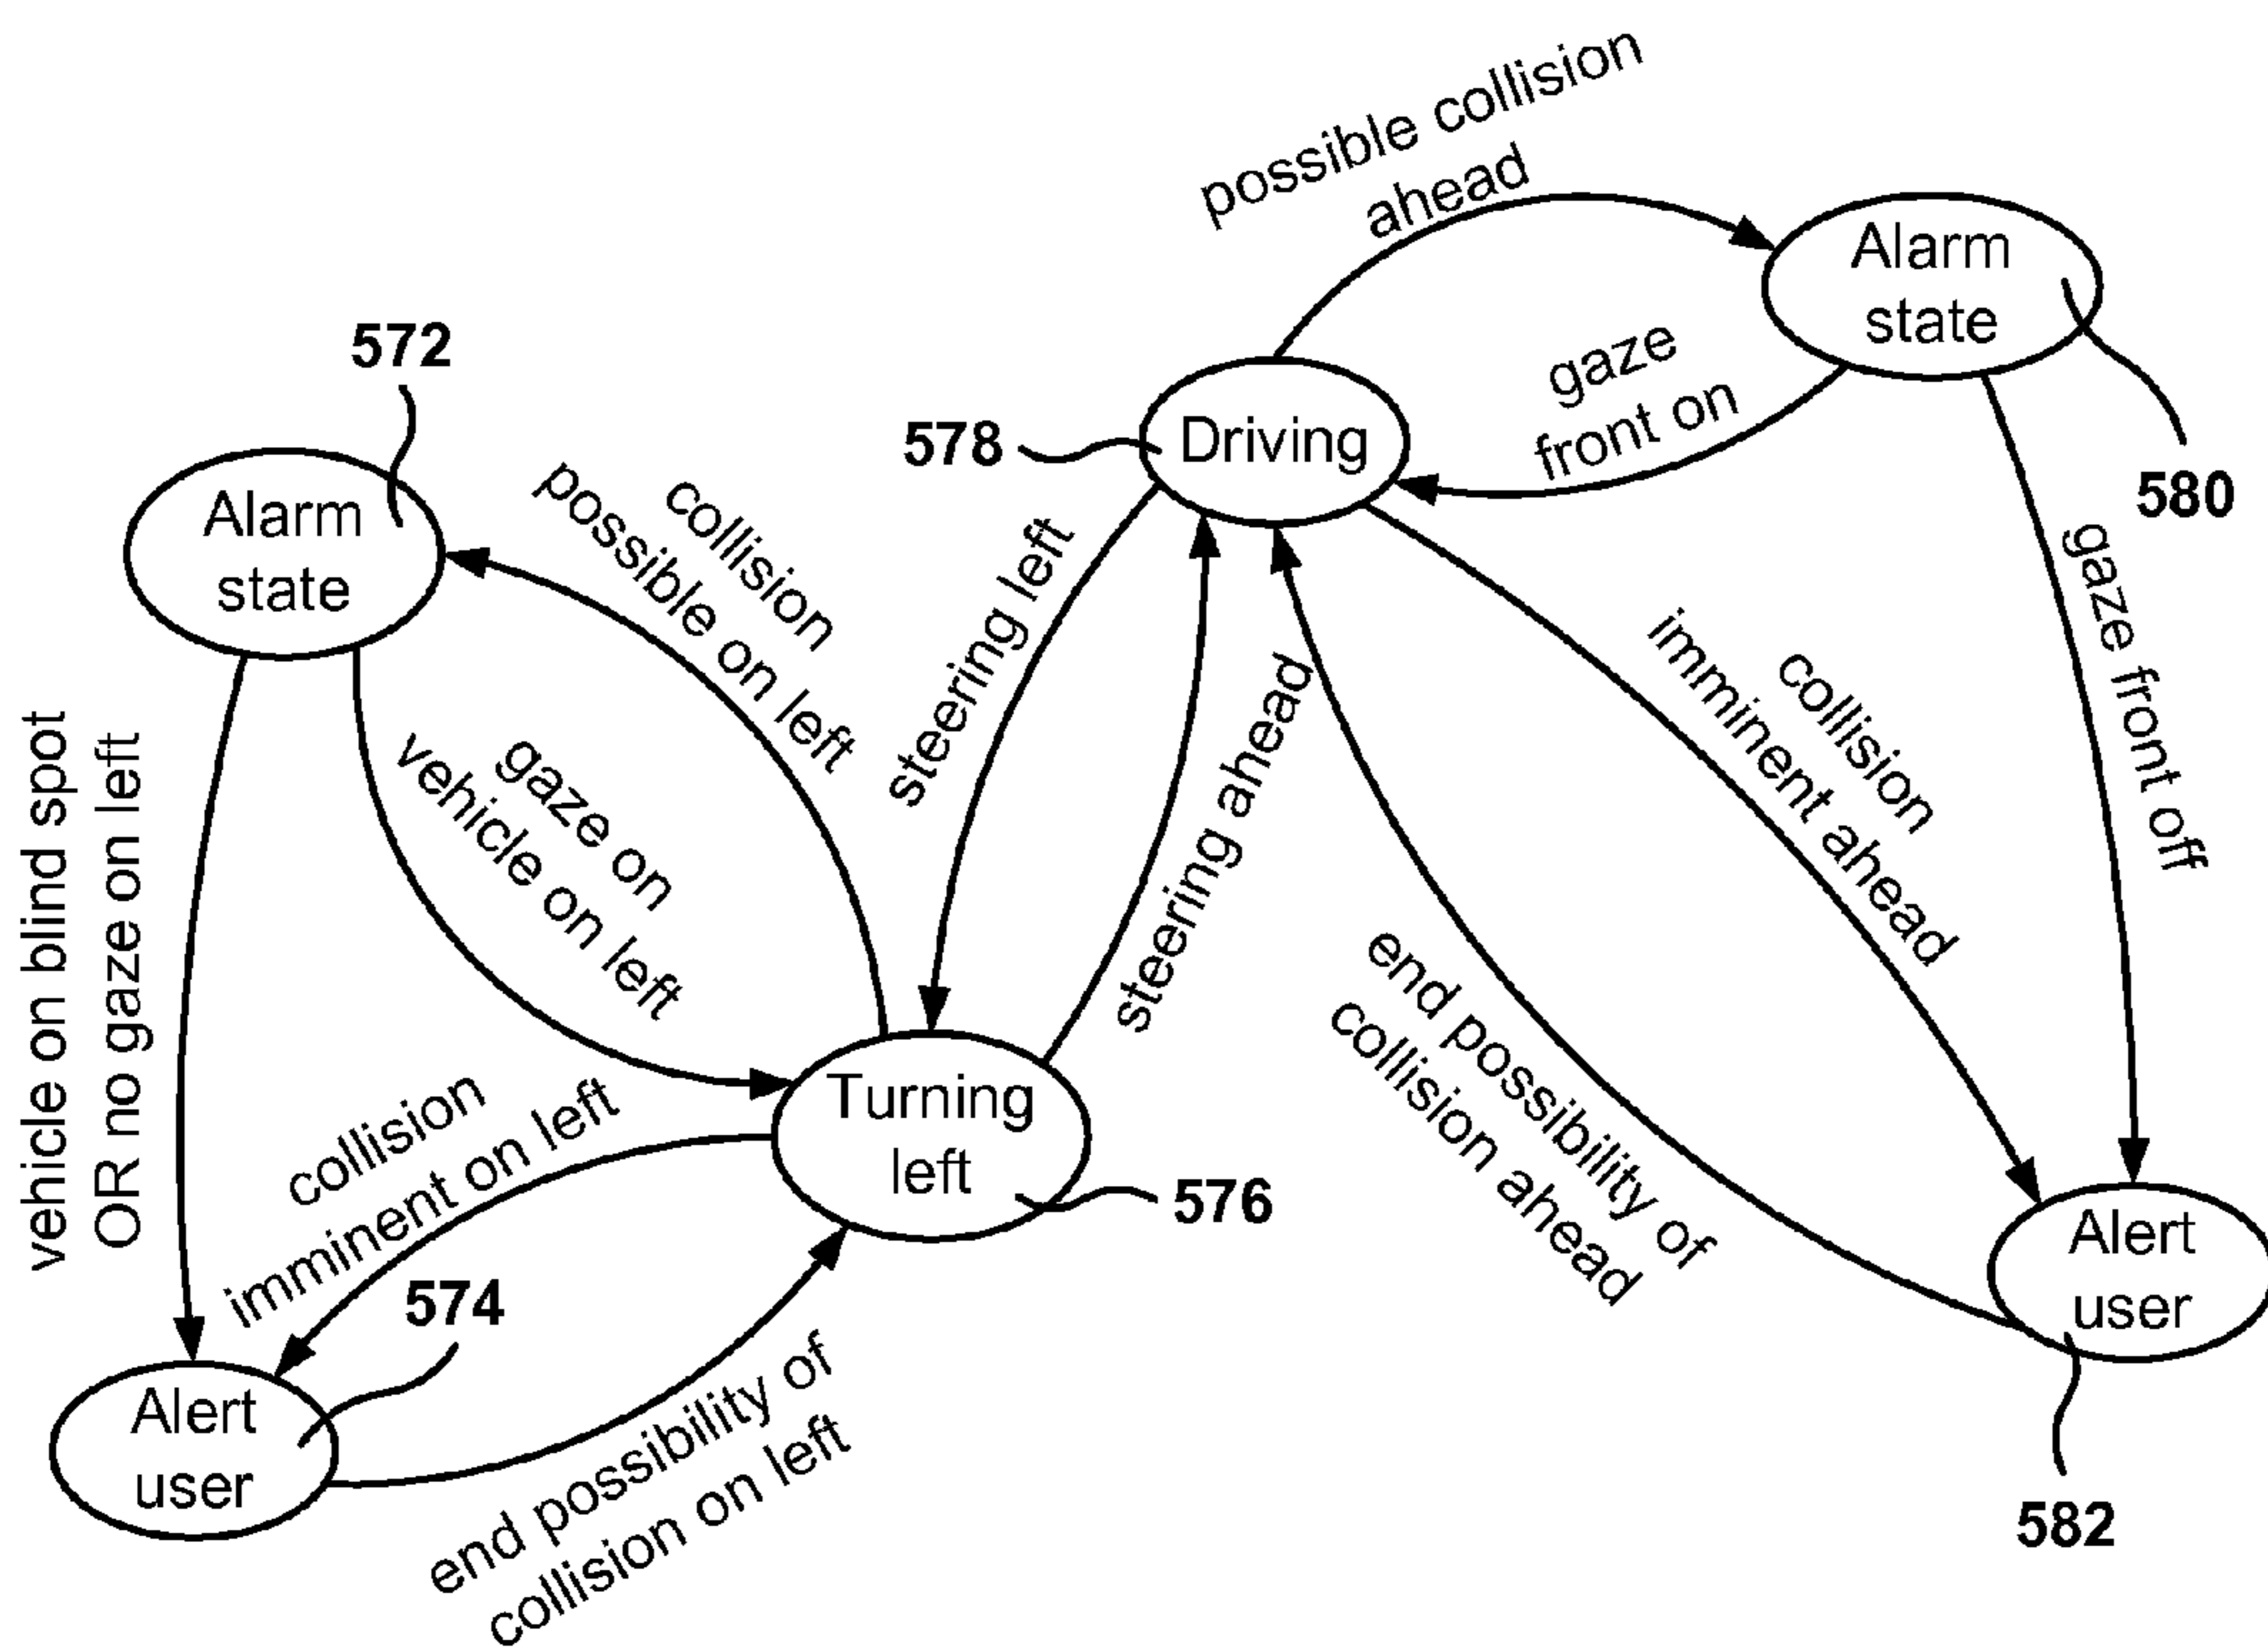 possible collision
ahead
Alarm
state
580
gaze
front on
578
Driving
572
Alarm
state
collision
possible on left
steering left
steering ahead
gaze on
vehicle on left
vehicle on blind spot
OR no gaze on left
collision
imminent ahead
gaze front off
end possibility of
collision ahead
Turning
left
576
collision
imminent on left
574
Alert
user
end possibility of
collision on left
Alert
user
582